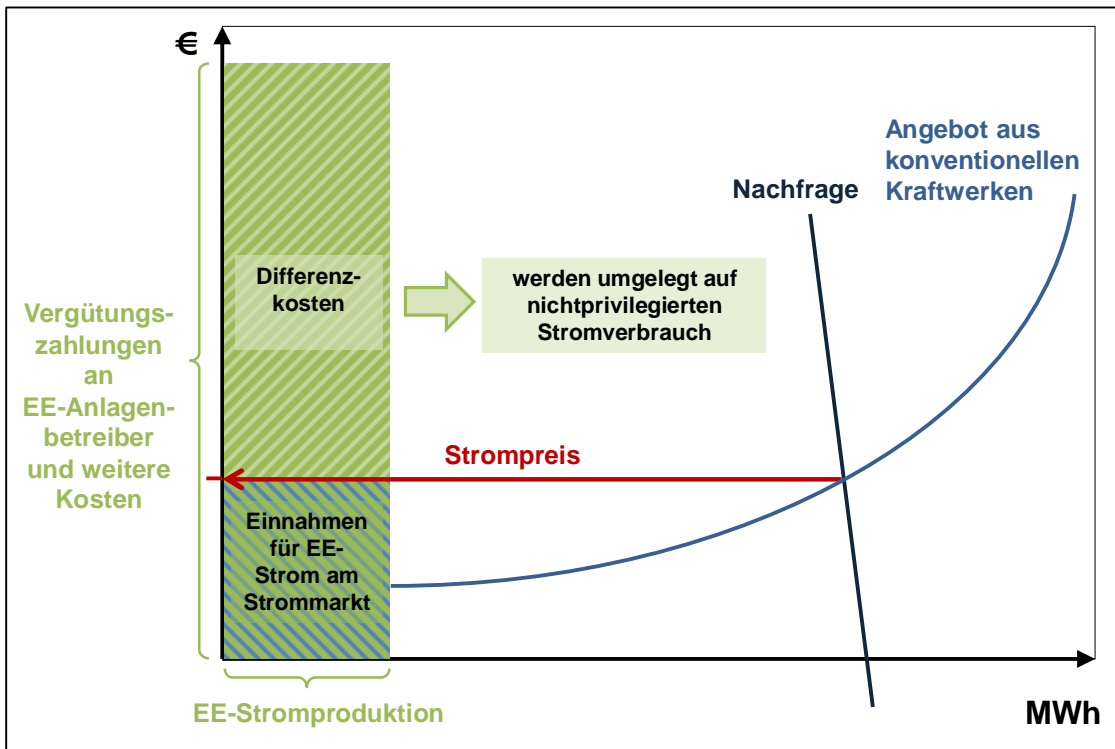 €
Angebot aus
konventionellen
Kraftwerken
Nachfrage
Differenz-
kosten
werden umgelegt auf
nichtprivilegierten
Stromverbrauch
Vergütungs-
zahlungen
an
EE-Anlagen-
betreiber
und weitere
Kosten
Strompreis
Einnahmen
für EE-
Strom am
Strommarkt
EE-Stromproduktion
MWh